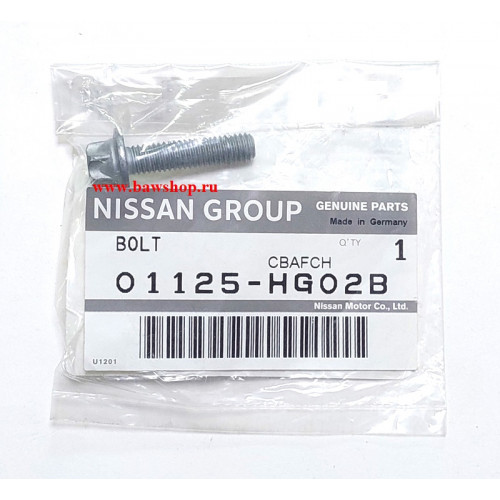 www.bawshop.ru
NISSAN GROUP
GENUINE PARTS
Made in Germany
BOLT
Q'TY
1
CBAFCH
01125-HG02B
Nissan Motor Co., Ltd.
U1201